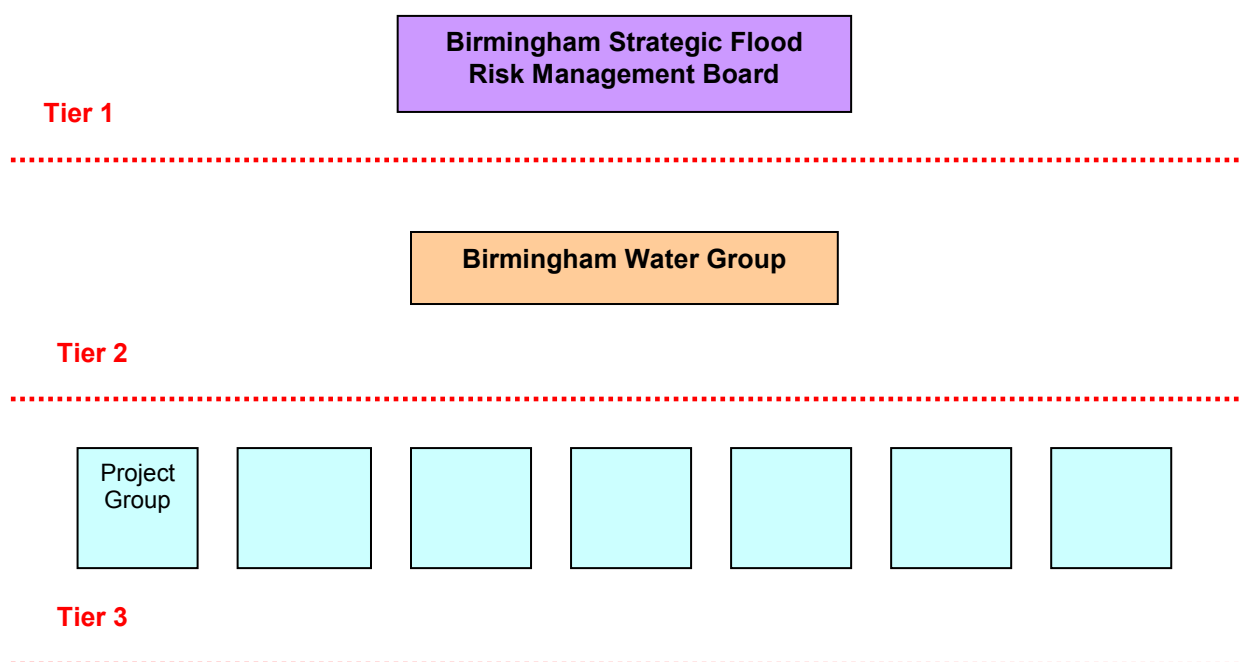 Birmingham Strategic Flood
Risk Management Board
Tier 1
Birmingham Water Group
Tier 2
Project
Group
Tier 3